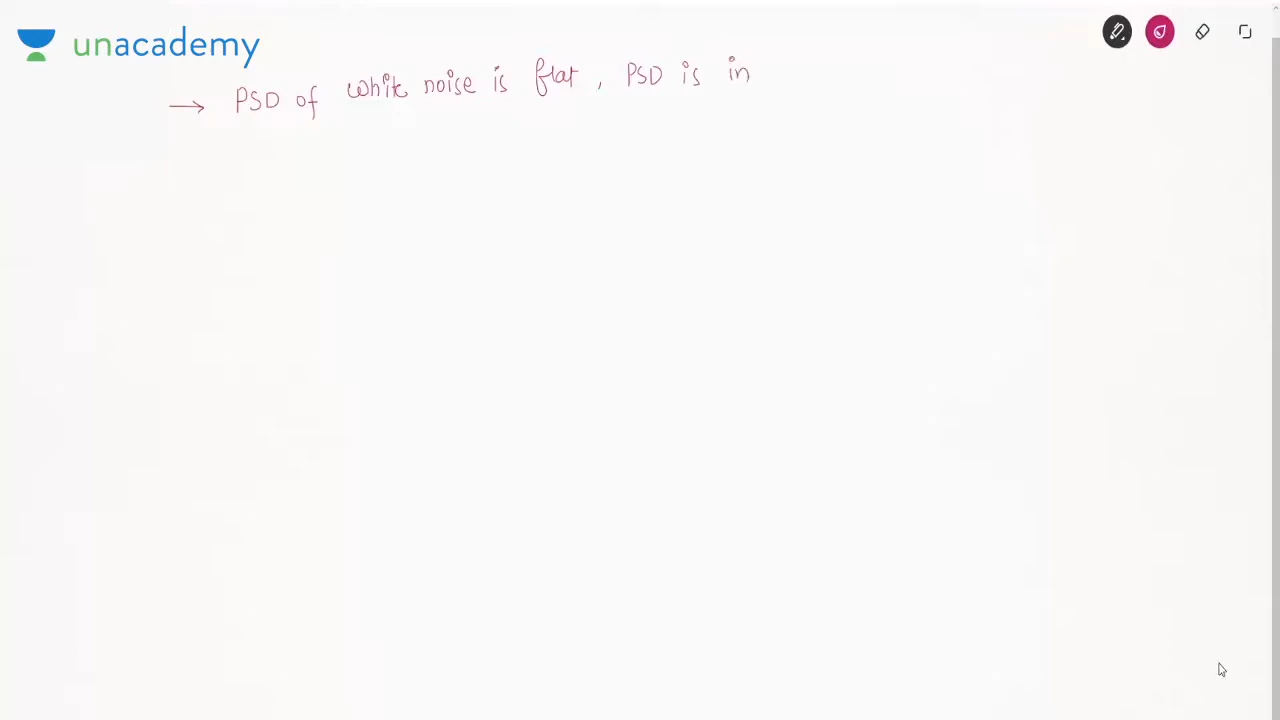 unacademy
→ PSD of white noise is flat, PSD is in